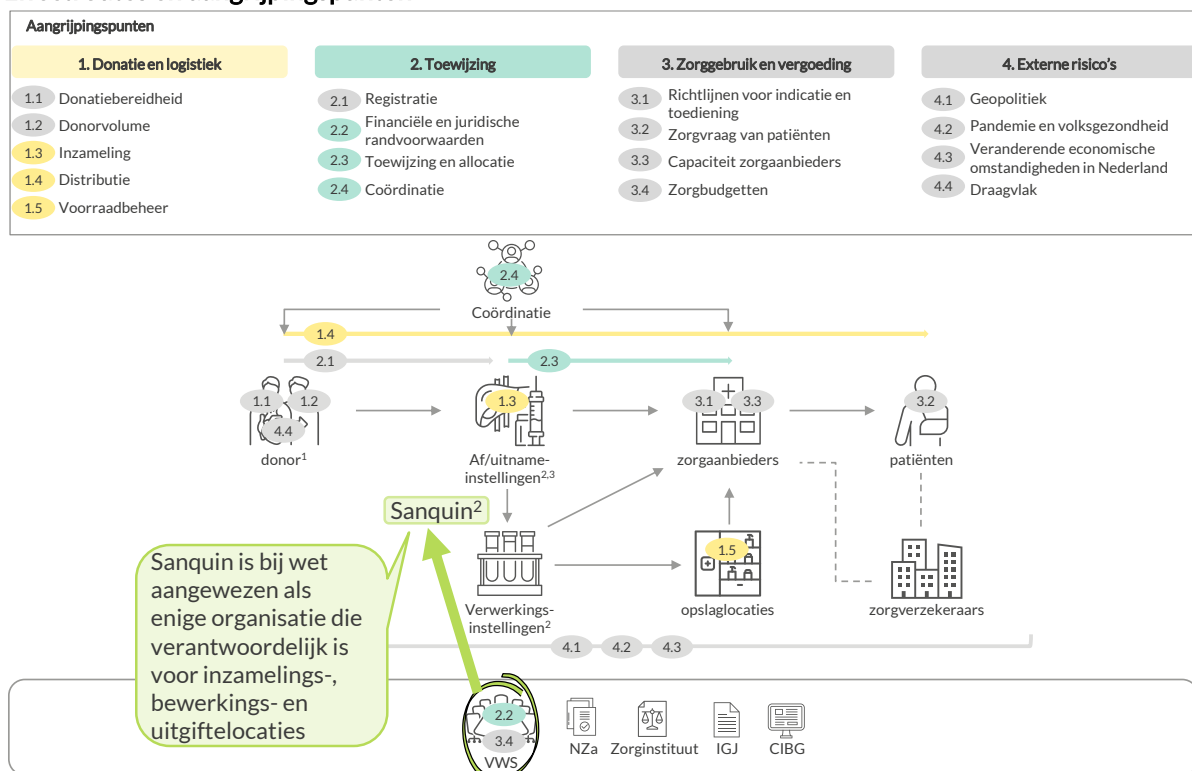 Aangrijpingspunten
1. Donatie en logistiek
1.1 Donatiebereidheid
1.2 Donorvolume
1.3 Inzameling
1.4 Distributie
1.5 Voorraadbeheer
2. Toewijzing
2.1 Registratie
2.2 Financiële en juridische
randvoorwaarden
2.3 Toewijzing en allocatie
2.4 Coördinatie
3. Zorggebruik en vergoeding
3.1 Richtlijnen voor indicatie en
toediening
3.2 Zorgvraag van patiënten
3.3 Capaciteit zorgaanbieders
3.4 Zorgbudgetten
4. Externe risico's
4.1 Geopolitiek
4.2 Pandemie en volksgezondheid
4.3 Veranderende economische
omstandigheden in Nederland
4.4 Draagvlak
2.4
Coördinatie
1.4
2.1
2.3
1.1
1.2
4.4
donor¹
1.3
Af/uitname-
instellingen²,³
3.1
3.3
zorgaanbieders
3.2
patiënten
Sanquin²
Sanquin is bij wet
aangewezen als
enige organisatie die
verantwoordelijk is
voor inzamelings-,
bewerkings- en
uitgiftelocaties
Verwerkings-
instellingen²
1.5
opslaglocaties
zorgverzekeraars
4.1
4.2
4.3
2.2
3.4
VWS
NZa
Zorginstituut
IGJ
CIBG